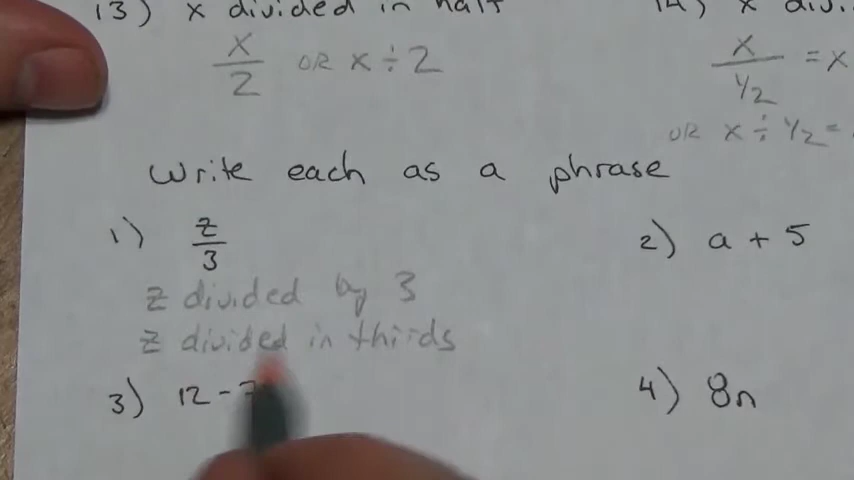 13) x divided in half
14) x
x/2 OR x ÷ 2
x/½ = x
OR x ÷ ½ =
Write each as a phrase
1) z/3
2) a + 5
z divided by 3
z divided in thirds
3) 12 -
4) 8n